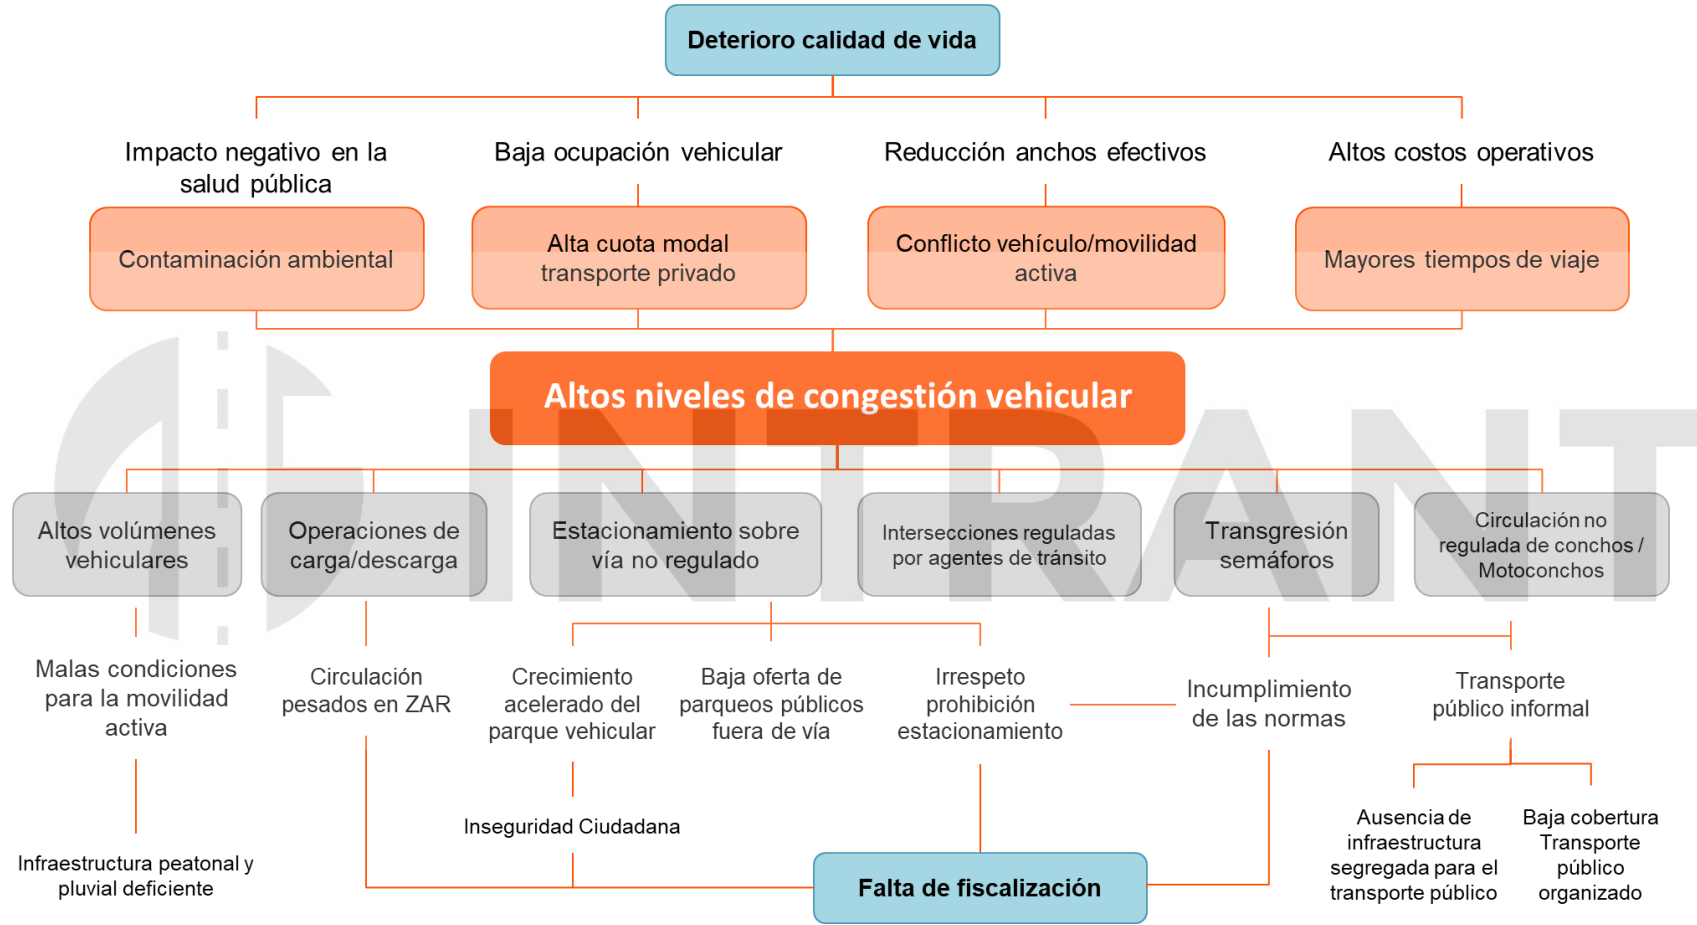 Deterioro calidad de vida
Impacto negativo en la
salud pública
Baja ocupación vehicular
Reducción anchos efectivos
Altos costos operativos
Contaminación ambiental
Alta cuota modal
transporte privado
Conflicto vehículo/movilidad
activa
Mayores tiempos de viaje
Altos niveles de congestión vehicular
INTRANT
Altos volúmenes
vehiculares
Operaciones de
carga/descarga
Estacionamiento sobre
vía no regulado
Intersecciones reguladas
por agentes de tránsito
Transgresión
semáforos
Circulación no
regulada de conchos /
Motoconchos
Malas condiciones
para la movilidad
activa
Circulación
pesados en ZAR
Crecimiento
acelerado del
parque vehicular
Baja oferta de
parqueos públicos
fuera de vía
Irrespeto
prohibición
estacionamiento
Incumplimiento
de las normas
Transporte
público informal
Infraestructura peatonal y
pluvial deficiente
Inseguridad Ciudadana
Falta de fiscalización
Ausencia de
infraestructura
segregada para el
transporte público
Baja cobertura
Transporte
público
organizado